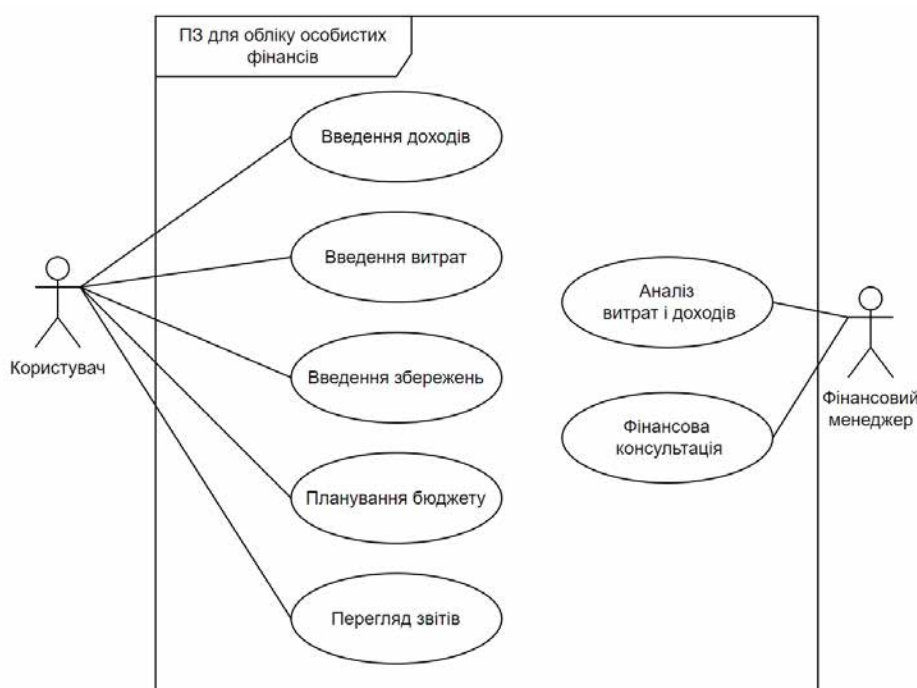 ПЗ для обліку особистих
фінансів
Введення доходів
Введення витрат
Аналіз
витрат і доходів
Користувач
Введення збережень
Фінансовий
менеджер
Фінансова
консультація
Планування бюджету
Перегляд звітів